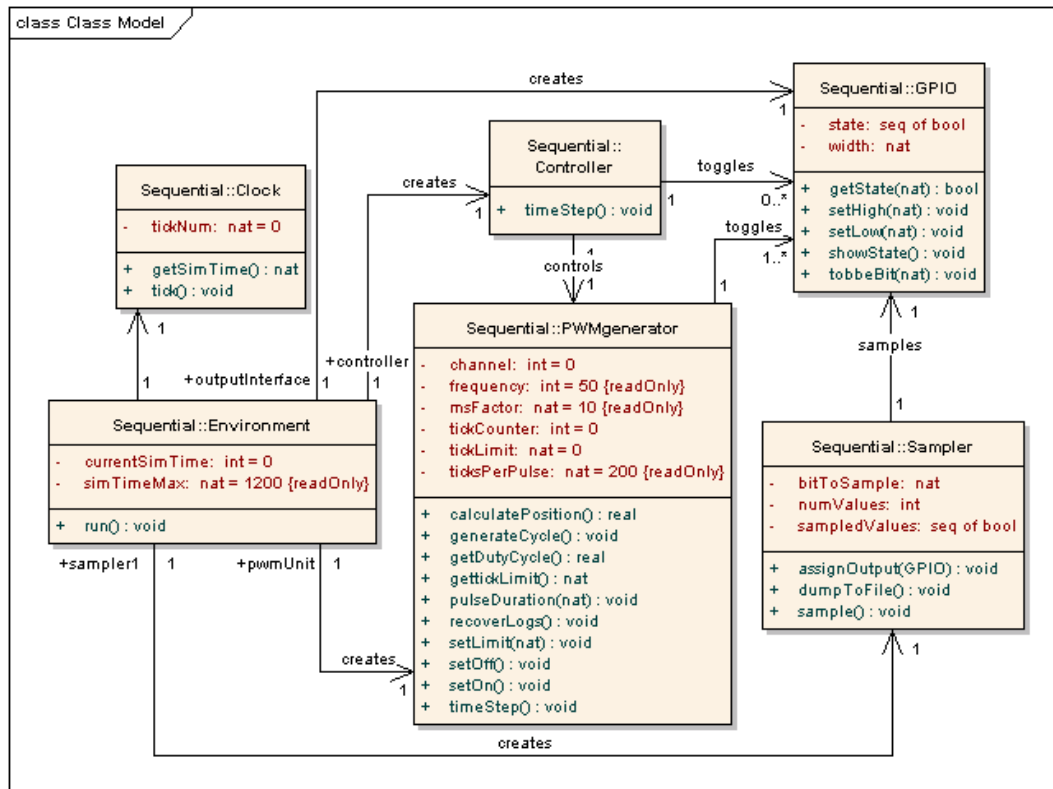 class Class Model
creates
Sequential::GPIO
- state: seq of bool
- width: nat
+ getState(nat) : bool
+ setHigh(nat) : void
+ setLow(nat) : void
+ showState() : void
+ tobbeBit(nat) : void
1
Sequential::
Controller
+ timeStep() : void
toggles
1
0..*
creates
1
Sequential::Clock
- tickNum: nat = 0
+ getSimTime() : nat
+ tick() : void
toggles
1..*
1
1
controls
1
Sequential::PWMgenerator
- channel: int = 0
- frequency: int = 50 {readOnly}
- msFactor: nat = 10 {readOnly}
- tickCounter: int = 0
- tickLimit: nat = 0
- ticksPerPulse: nat = 200 {readOnly}
+ calculatePosition() : real
+ generateCycle() : void
+ getDutyCycle() : real
+ gettickLimit() : nat
+ pulseDuration(nat) : void
+ recoverLogs() : void
+ setLimit(nat) : void
+ setOff() : void
+ setOn() : void
+ timeStep() : void
1
samples
1
1
1
+outputInterface
1
+controller
1
Sequential::Environment
- currentSimTime: int = 0
- simTimeMax: nat = 1200 {readOnly}
+ run() : void
+sampler1
1
+pwmUnit
1
Sequential::Sampler
- bitToSample: nat
- numValues: int
- sampledValues: seq of bool
+ assignOutput(GPIO) : void
+ dumpToFile() : void
+ sample() : void
1
creates
1
creates